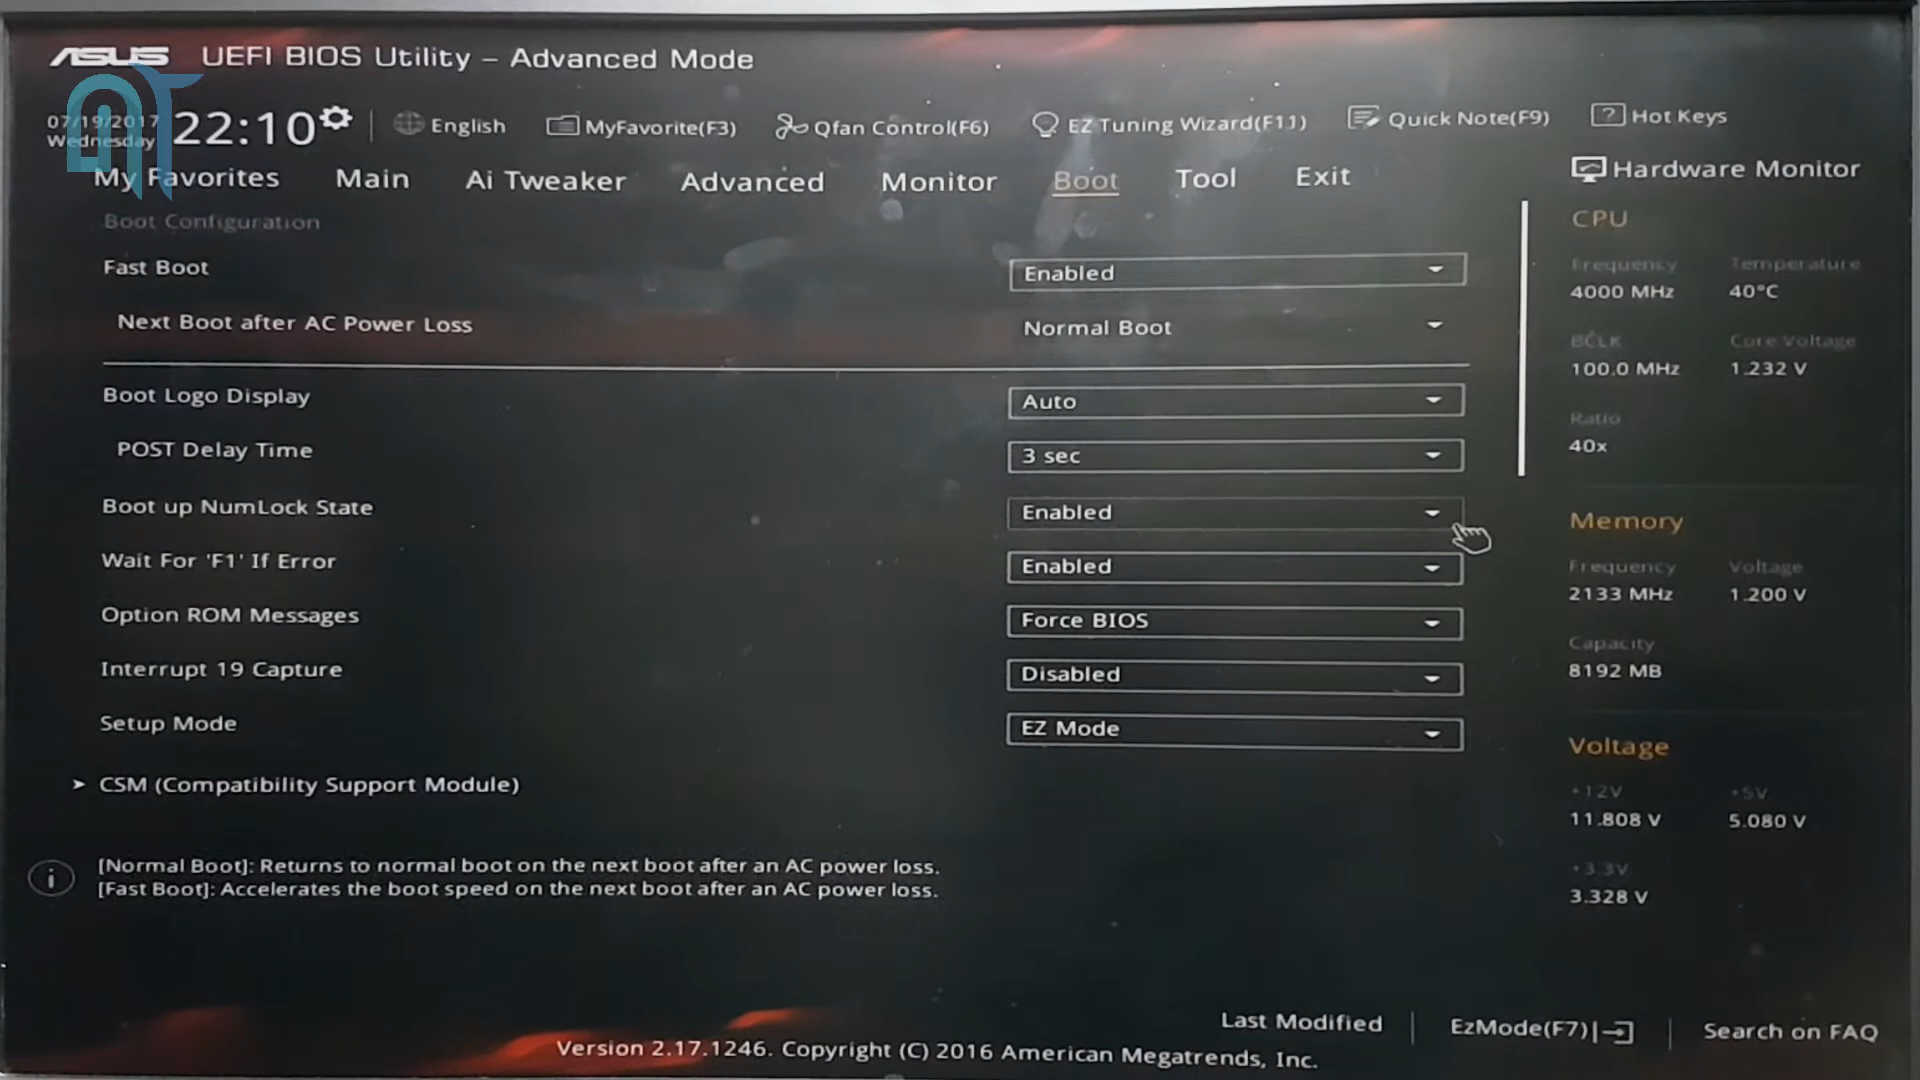 ASUS UEFI BIOS Utility – Advanced Mode
07/19/2017
Wednesday
22:10
English
MyFavorite(F3)
Qfan Control(F6)
EZ Tuning Wizard(F11)
Quick Note(F9)
? Hot Keys
My Favorites
Main
Ai Tweaker
Advanced
Monitor
Boot
Tool
Exit
Boot Configuration
Fast Boot
Enabled
Next Boot after AC Power Loss
Normal Boot
Boot Logo Display
Auto
POST Delay Time
3 sec
Boot up NumLock State
Enabled
Wait For 'F1' If Error
Enabled
Option ROM Messages
Force BIOS
Interrupt 19 Capture
Disabled
Setup Mode
EZ Mode
CSM (Compatibility Support Module)
[Normal Boot]: Returns to normal boot on the next boot after an AC power loss.
[Fast Boot]: Accelerates the boot speed on the next boot after an AC power loss.
Hardware Monitor
CPU
Frequency Temperature
4000 MHz 40°C
BCLK Core Voltage
100.0 MHz 1.232 V
Ratio
40x
Memory
Frequency Voltage
2133 MHz 1.200 V
Capacity
8192 MB
Voltage
+12V +5V
11.808 V 5.080 V
+3.3V
3.328 V
Last Modified
EzMode(F7)
Search on FAQ
Version 2.17.1246. Copyright (C) 2016 American Megatrends, Inc.